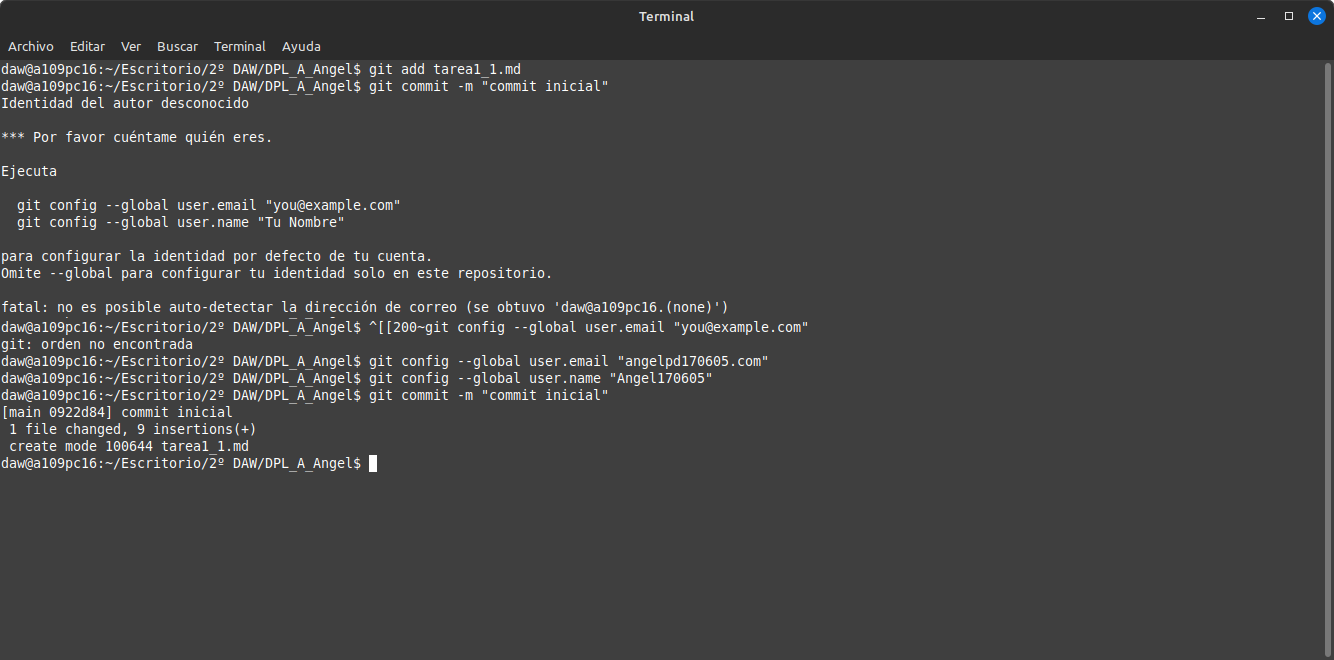 Terminal
Archivo Editar Ver Buscar Terminal Ayuda
daw@a109pc16:~/Escritorio/2º DAW/DPL_A_Angel$ git add tarea1_1.md
daw@a109pc16:~/Escritorio/2º DAW/DPL_A_Angel$ git commit -m "commit inicial"
Identidad del autor desconocido
*** Por favor cuéntame quién eres.
Ejecuta
git config --global user.email "you@example.com"
git config --global user.name "Tu Nombre"
para configurar la identidad por defecto de tu cuenta.
Omite --global para configurar tu identidad solo en este repositorio.
fatal: no es posible auto-detectar la dirección de correo (se obtuvo 'daw@a109pc16.(none)')
daw@a109pc16:~/Escritorio/2º DAW/DPL_A_Angel$ ^[[200~git config --global user.email "you@example.com"
git: orden no encontrada
daw@a109pc16:~/Escritorio/2º DAW/DPL_A_Angel$ git config --global user.email "angelpd170605.com"
daw@a109pc16:~/Escritorio/2º DAW/DPL_A_Angel$ git config --global user.name "Angel170605"
daw@a109pc16:~/Escritorio/2º DAW/DPL_A_Angel$ git commit -m "commit inicial"
[main 0922d84] commit inicial
1 file changed, 9 insertions(+)
create mode 100644 tarea1_1.md
daw@a109pc16:~/Escritorio/2º DAW/DPL_A_Angel$